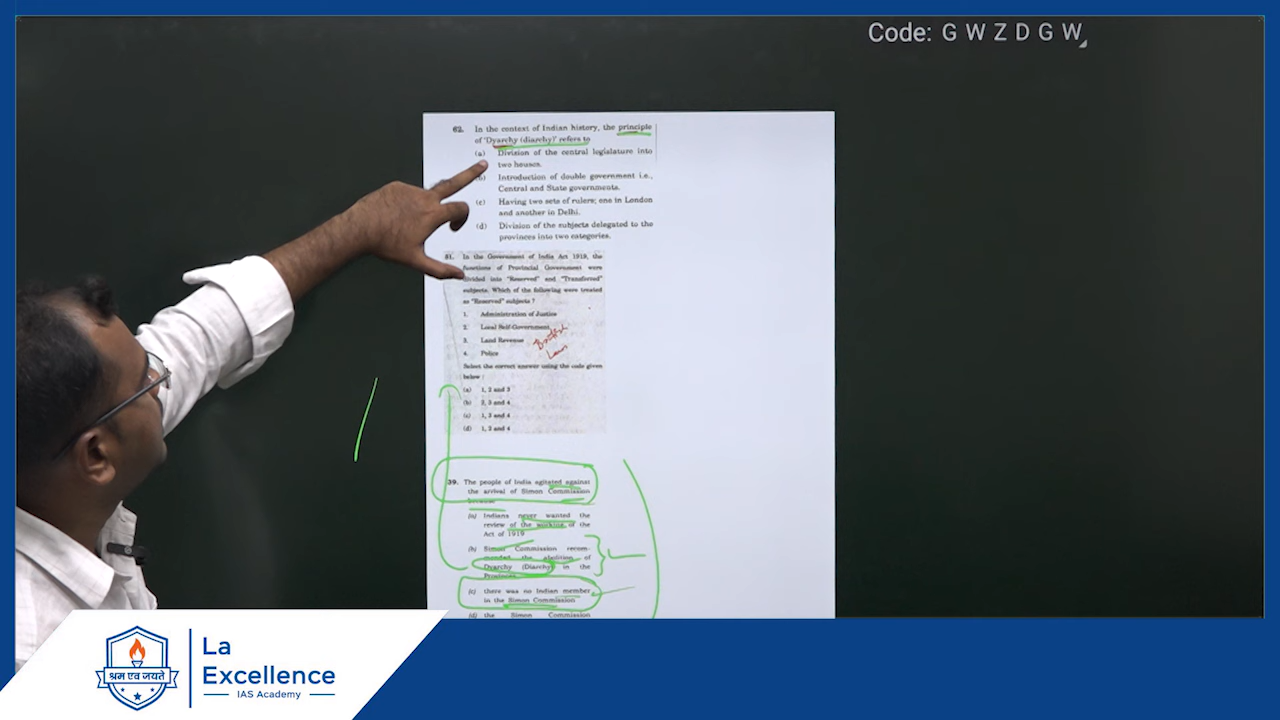 Code: G W Z D G W
62. In the context of Indian history, the principle
of 'Dyarchy (diarchy)' refers to
(a) Division of the central legislature into
two houses.
(b) Introduction of double government i.e.,
Central and State governments.
(c) Having two sets of rulers; one in London
and another in Delhi.
(d) Division of the subjects delegated to the
provinces into two categories.
In the Government of India Act 1919, the
functions of Provincial Government were
divided into "Reserved" and "Transferred"
subjects. Which of the following were treated
as "Reserved" subjects ?
1. Administration of Justice
2. Local Self-Government
3. Land Revenue
4. Police
British
Law
Select the correct answer using the code given
below :
(a) 1, 2 and 3
(b) 2, 3 and 4
(c) 1, 3 and 4
(d) 1, 2 and 4
39. The people of India agitated against
the arrival of Simon Commission
because
(a) Indians never wanted the
review of the working of the
Act of 1919
(b) Simon Commission recom-
mended the abolition of
Dyarchy (Diarchy) in the
Provinces
(c) there was no Indian member
in the Simon Commission
(d) the Simon Commission
श्रम एव जयते
La
Excellence
IAS Academy